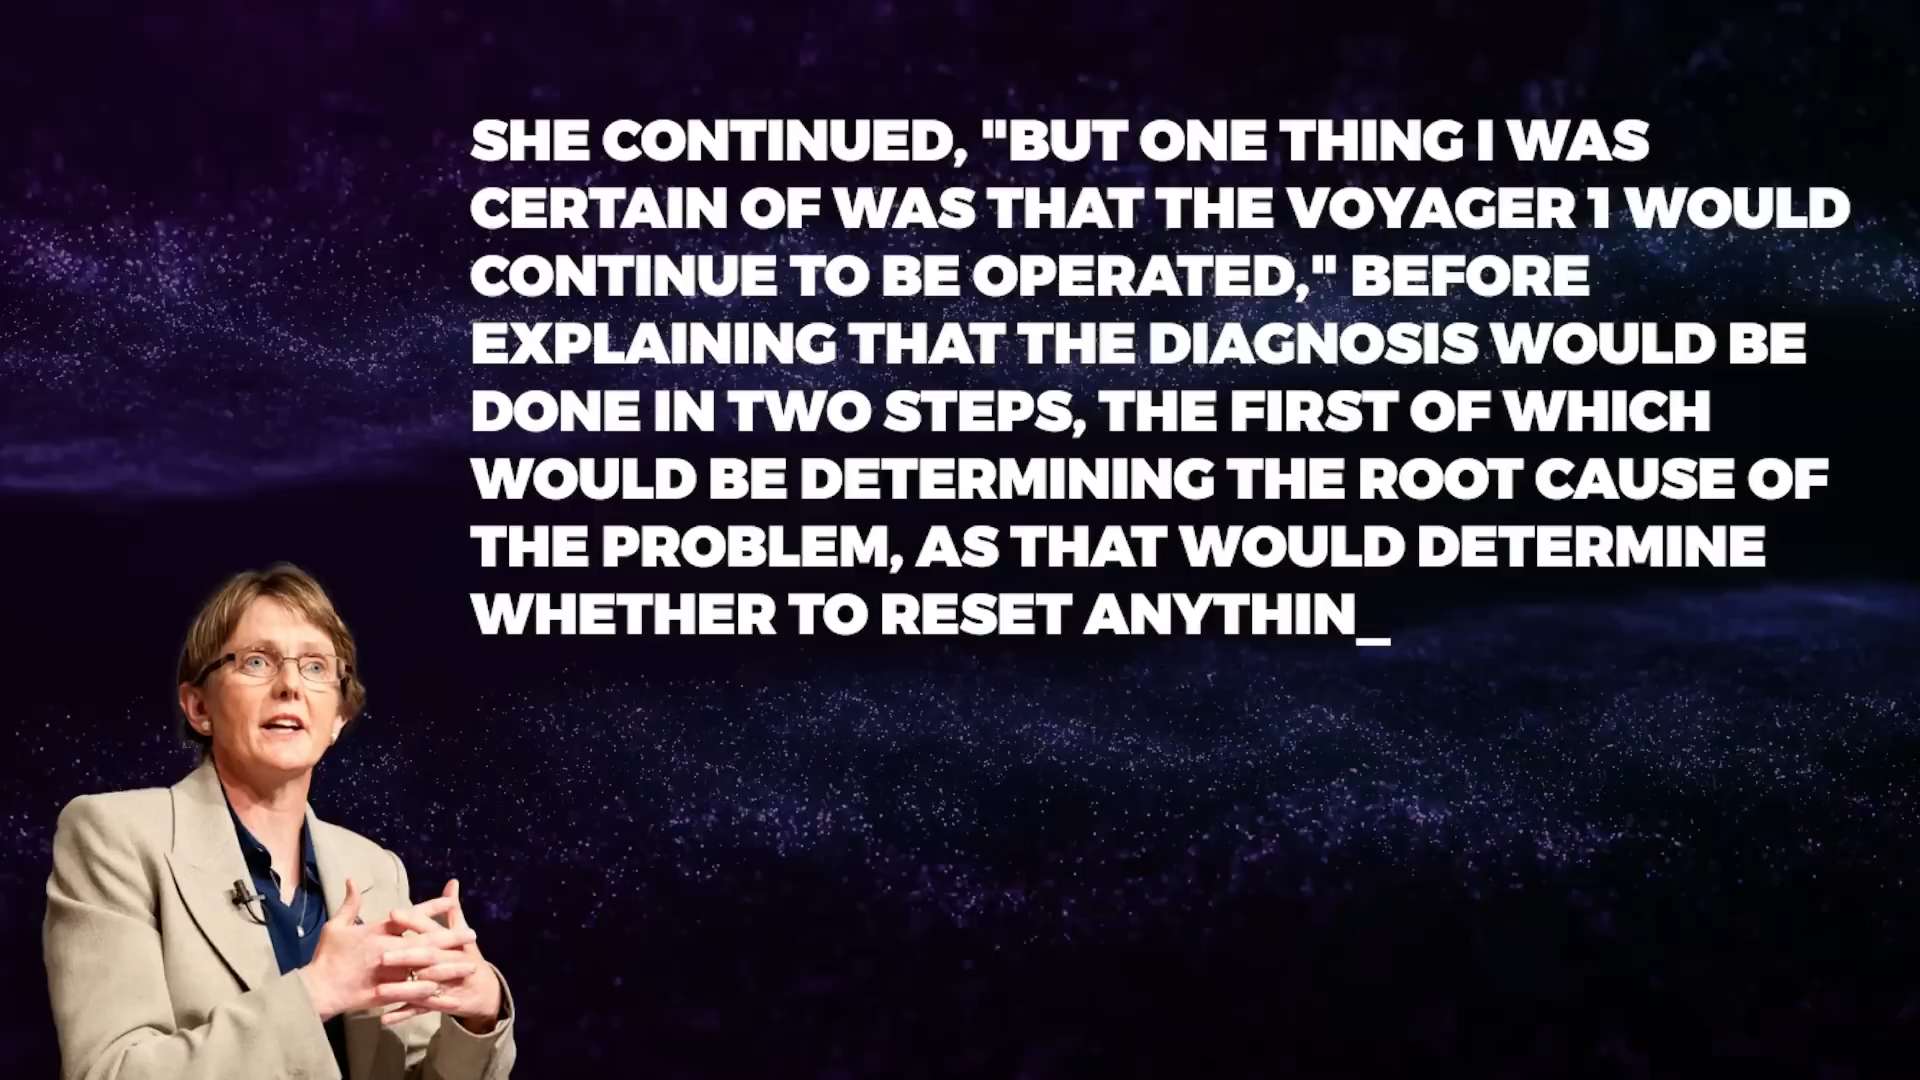 SHE CONTINUED, "BUT ONE THING I WAS
CERTAIN OF WAS THAT THE VOYAGER 1 WOULD
CONTINUE TO BE OPERATED," BEFORE
EXPLAINING THAT THE DIAGNOSIS WOULD BE
DONE IN TWO STEPS, THE FIRST OF WHICH
WOULD BE DETERMINING THE ROOT CAUSE OF
THE PROBLEM, AS THAT WOULD DETERMINE
WHETHER TO RESET ANYTHIN_